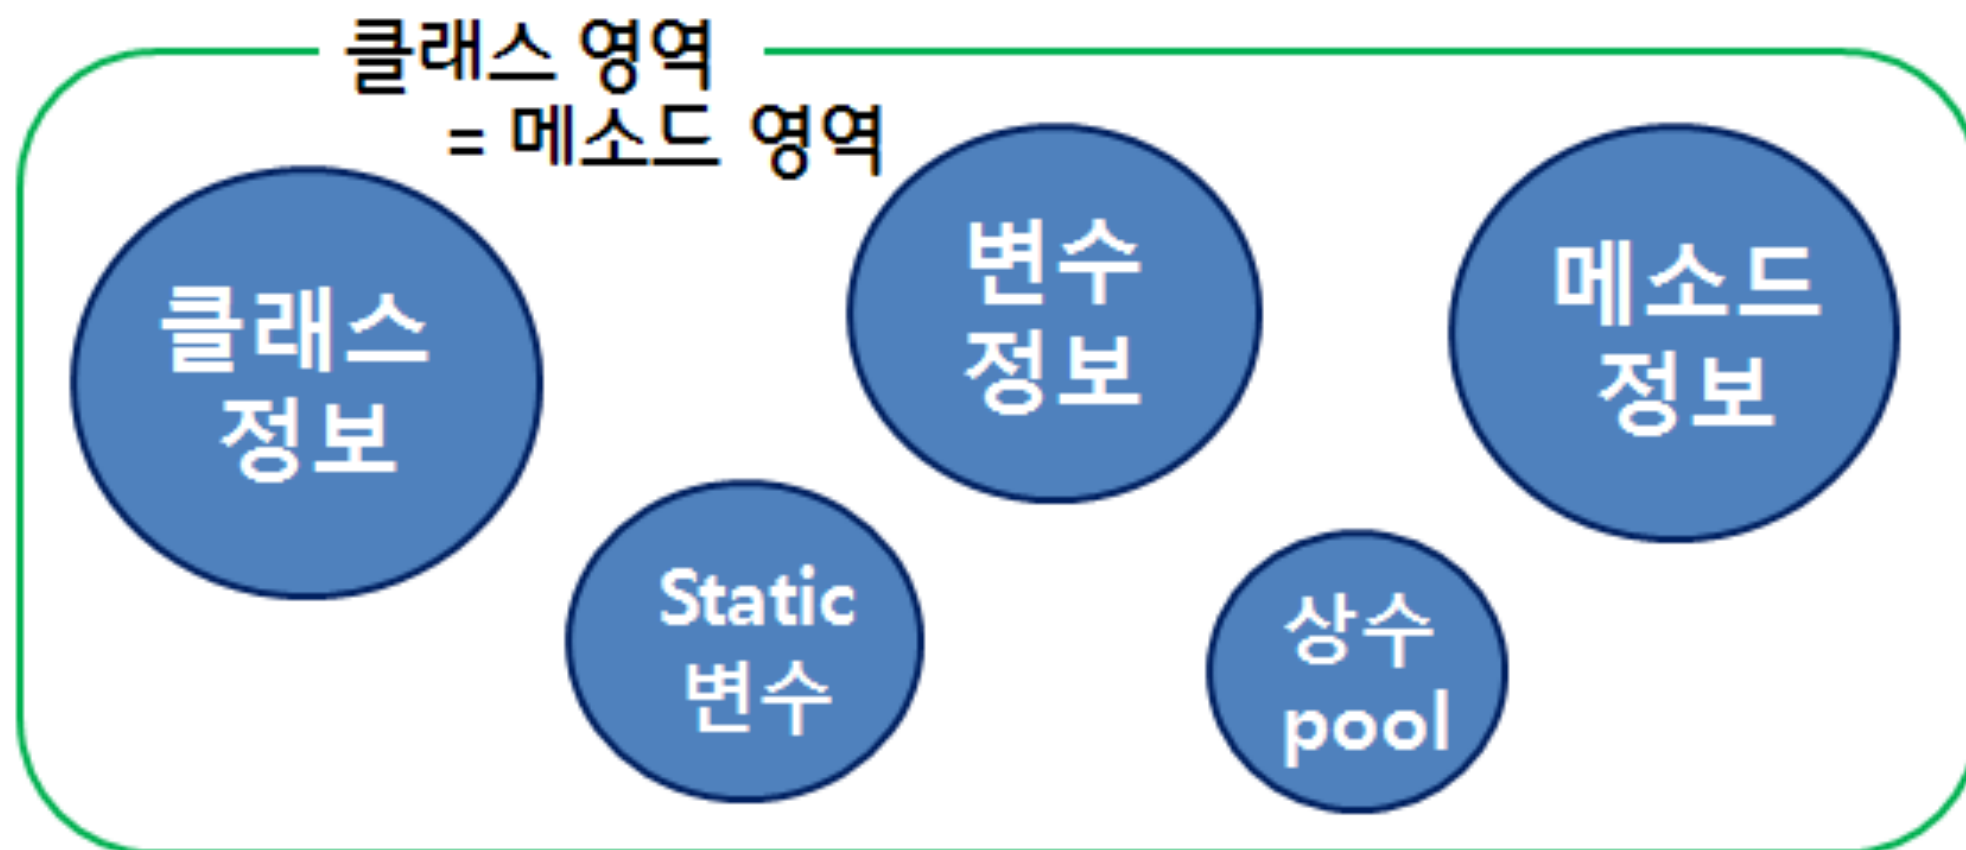 클래스 영역
= 메소드 영역
클래스
정보
변수
정보
메소드
정보
Static
변수
상수
pool